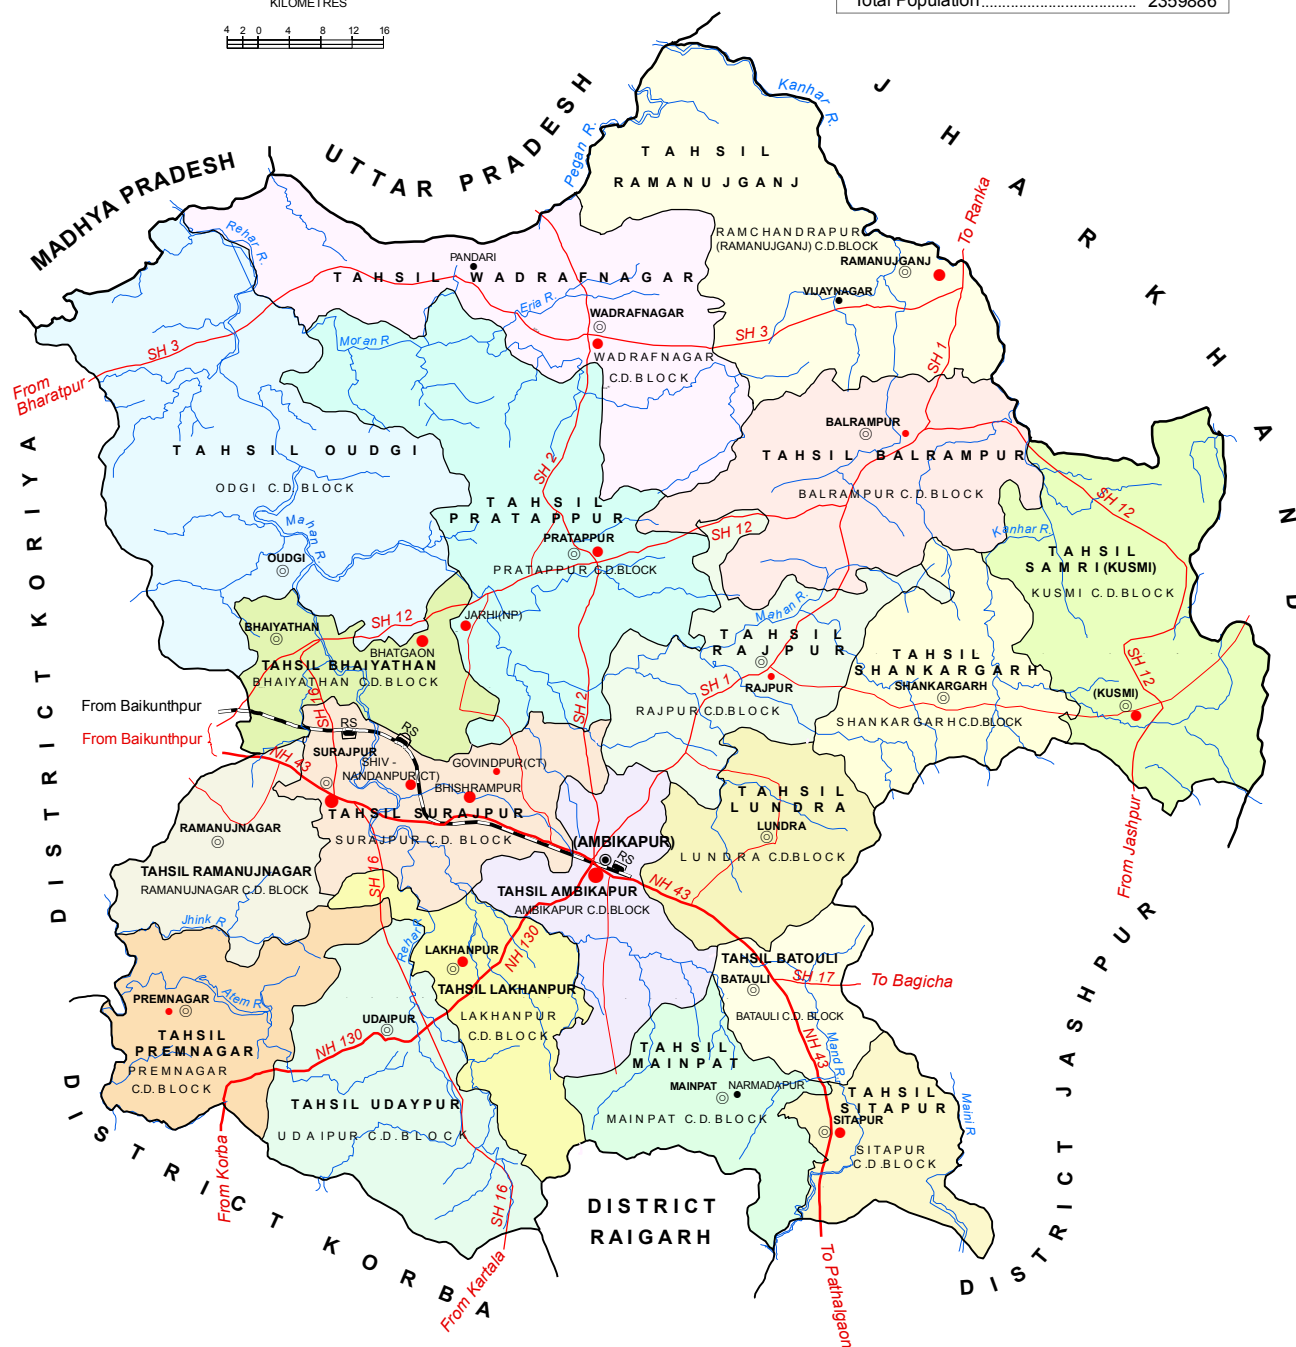 KILOMETRES
4 2 0 4 8 12 16
Total Population 2359886
MADHYA PRADESH
UTTAR PRADESH
JHARKHAND
DISTRICT KORIYA
DISTRICT KORBA
DISTRICT
RAIGARH
DISTRICT JASHPUR
Kanhar R.
Pegan R.
Rehar R.
TAHSIL
RAMANUJGANJ
RAMCHANDRAPUR
(RAMANUJGANJ) C.D.BLOCK
RAMANUJGANJ
VIJAYNAGAR
To Ranka
PANDARI
TAHSIL WADRAFNAGAR
Eria R.
WADRAFNAGAR
WADRAFNAGAR
C.D.BLOCK
SH 3
SH 3
SH 1
Moran R
From
Bharatpur
TAHSIL OUDGI
ODGI C.D.BLOCK
Mahan R.
OUDGI
SH 2
TAHSIL
PRATAPPUR
PRATAPPUR
PRATAPPUR C.D.BLOCK
BALRAMPUR
TAHSIL BALRAMPUR
BALRAMPUR C.D.BLOCK
SH 12
SH 12
Kanhar R.
TAHSIL
SAMRI(KUSMI)
KUSMI C.D.BLOCK
SH 12
(KUSMI)
BHAIYATHAN
SH 12
JARHI(NP)
BHATGAON
TAHSIL BHAIYATHAN
BHAIYATHAN C.D.BLOCK
Mahan R.
TAHSIL
RAJPUR
RAJPUR
RAJPUR C.D.BLOCK
SH 1
SH 2
TAHSIL
SHANKARGARH
SHANKARGARH
SHANKARGARH C.D.BLOCK
From Baikunthpur
From Baikunthpur
SH 16
RS
RS
NH 43
SURAJPUR
SHIV -
NANDANPUR(CT)
GOVINDPUR(CT)
BHISHRAMPUR
TAHSIL SURAJPUR
SURAJPUR C.D. BLOCK
TAHSIL
LUNDRA
LUNDRA
LUNDRA C.D.BLOCK
From Jashpur
RAMANUJNAGAR
TAHSIL RAMANUJNAGAR
RAMANUJNAGAR C.D. BLOCK
SH 16
(AMBIKAPUR)
RS
TAHSIL AMBIKAPUR
AMBIKAPUR C.D.BLOCK
NH 43
Jhink R
Rehar R
LAKHANPUR
NH 130
TAHSIL LAKHANPUR
LAKHANPUR
C.D.BLOCK
TAHSIL BATOULI
BATAULI
SH 17
To Bagicha
BATAULI C.D. BLOCK
PREMNAGAR
Atem R
TAHSIL
PREMNAGAR
PREMNAGAR
C.D.BLOCK
UDAIPUR
NH 130
TAHSIL UDAYPUR
UDAIPUR C.D.BLOCK
NH 43
Mand R
TAHSIL
MAINPAT
MAINPAT
NARMADAPUR
MAINPAT C.D.BLOCK
TAHSIL
SITAPUR
SITAPUR
SITAPUR
C.D.BLOCK
Maini R
From Korba
SH 16
From Kartala
To Pathalgaon